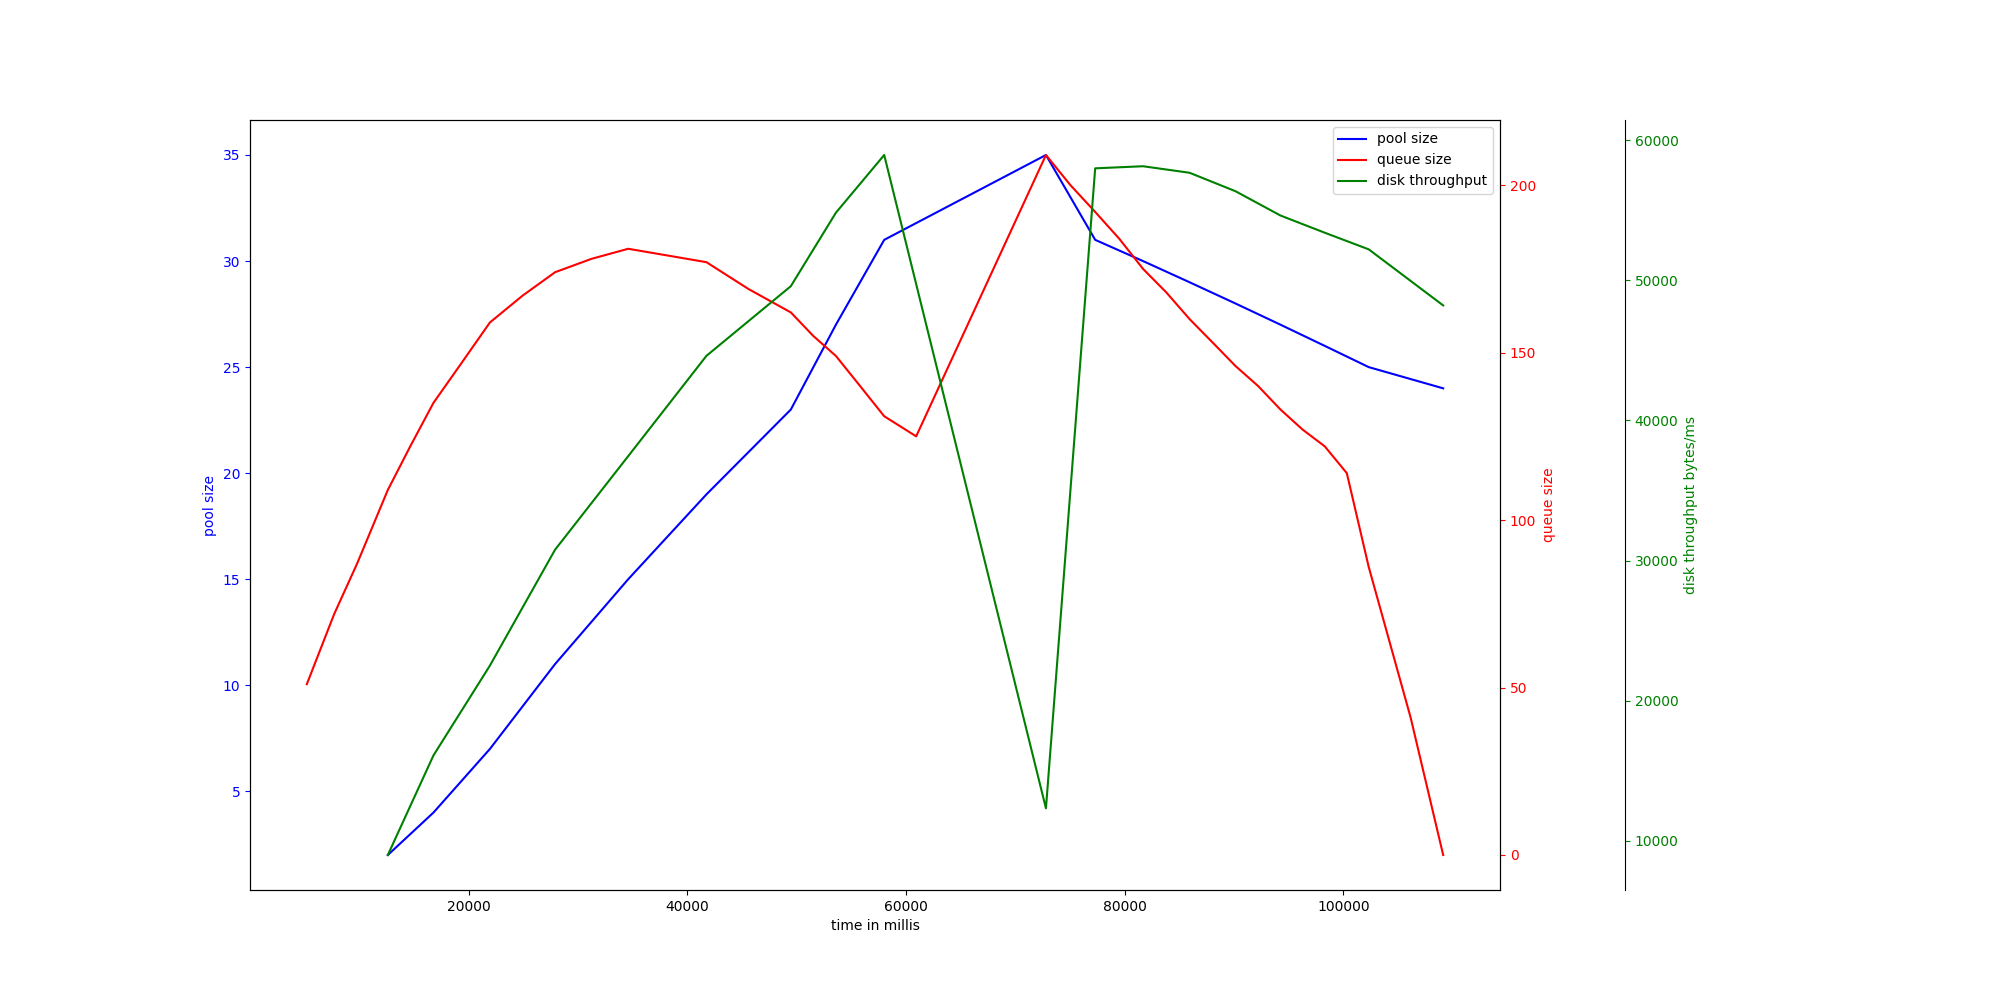 pool size
queue size
disk throughput
35
30
25
20
15
10
5
pool size
200
150
100
50
0
queue size
60000
50000
40000
30000
20000
10000
disk throughput bytes/ms
20000 40000 60000 80000 100000
time in millis